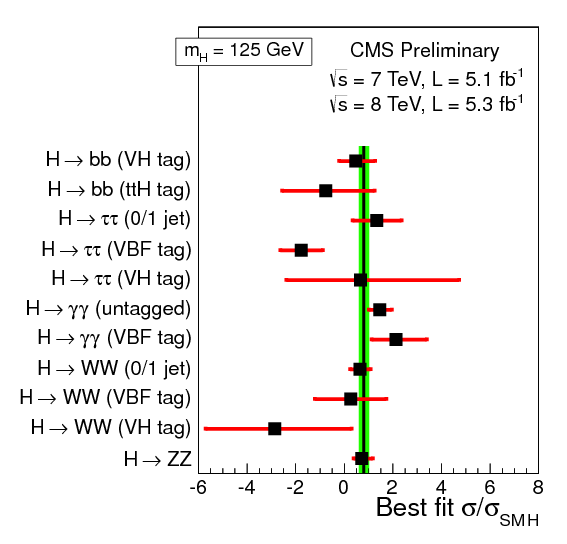 m_H = 125 GeV
CMS Preliminary
√s = 7 TeV, L = 5.1 fb⁻¹
√s = 8 TeV, L = 5.3 fb⁻¹
H → bb (VH tag)
H → bb (ttH tag)
H → ττ (0/1 jet)
H → ττ (VBF tag)
H → ττ (VH tag)
H → γγ (untagged)
H → γγ (VBF tag)
H → WW (0/1 jet)
H → WW (VBF tag)
H → WW (VH tag)
H → ZZ
-6 -4 -2 0 2 4 6 8
Best fit σ/σ_SMH